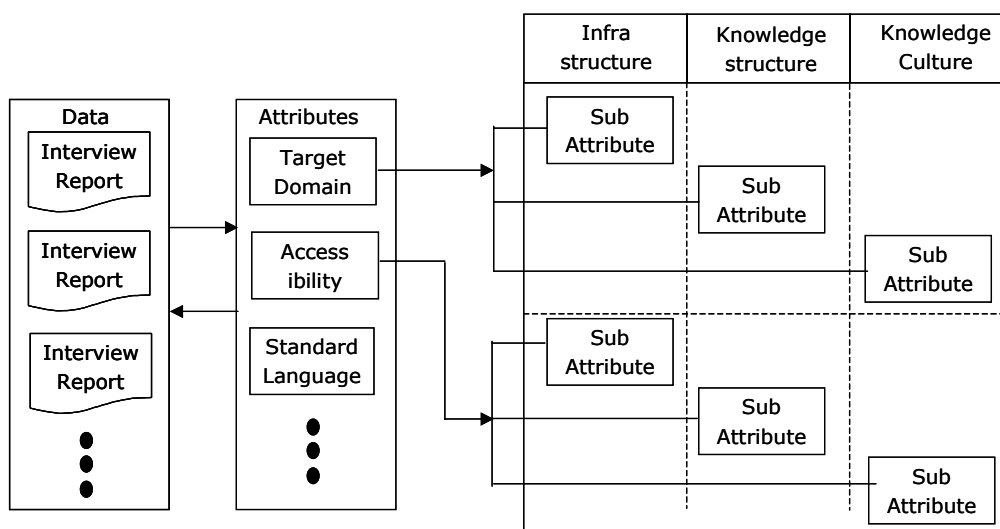 Data
Interview
Report
Interview
Report
Interview
Report
Attributes
Target
Domain
Access
ibility
Standard
Language
Infra
structure
Knowledge
structure
Knowledge
Culture
Sub
Attribute
Sub
Attribute
Sub
Attribute
Sub
Attribute
Sub
Attribute
Sub
Attribute